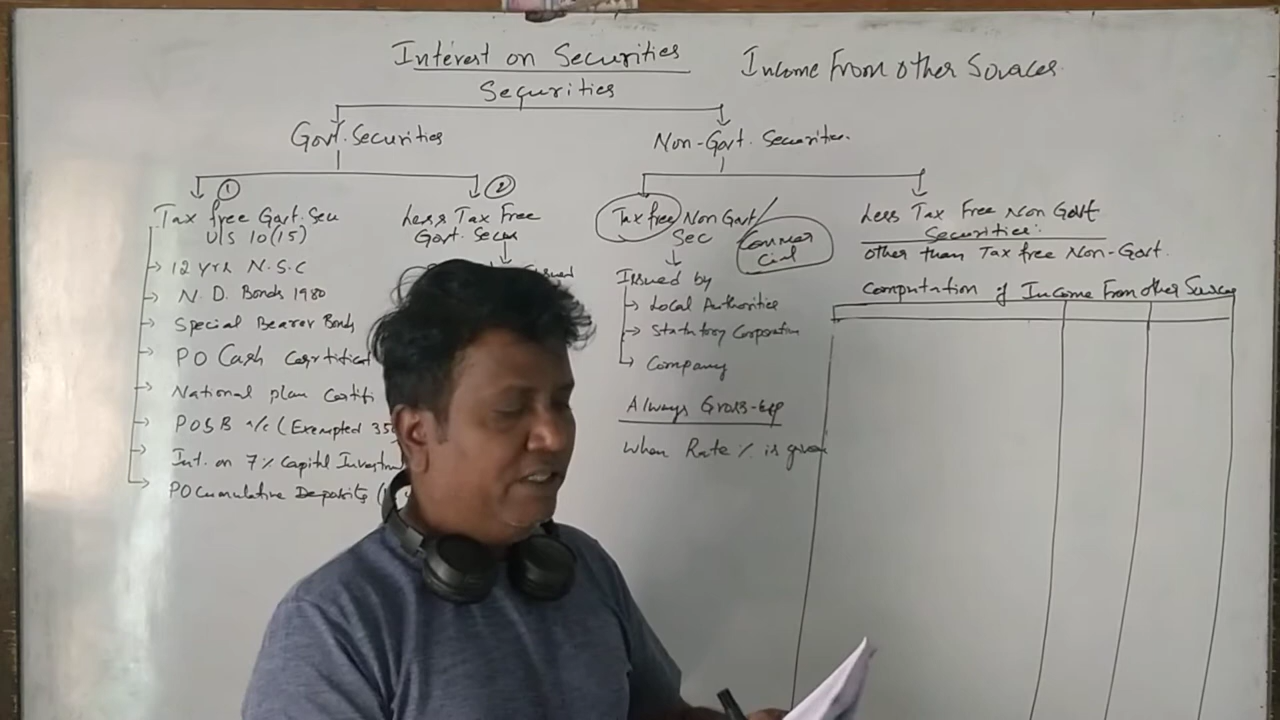 Interest on Securities
Income From Other Sources
Securities
Govt. Securities
Non-Govt. Securities.
①
Tax free Govt. Sec
U/S 10(15)
→ 12 yrs N.S.C
→ N. D. Bonds 1980
→ Special Bearer Bonds
→ PO Cash Certificat
→ National plan Certifi
→ POSB a/c (Exempted 35
→ Int. on 7% Capital Investm
→ PO Cumulative Deposits (
②
Less Tax Free
Govt. Secu
Issued
Tax free Non Govt
Sec
Commer
cial
Issued by
→ Local Authorities
→ Statutory Corporation
→ Company
Always Gross-up
When Rate % is given
Less Tax Free Non Govt
Securities:
other than Tax free Non-Govt.
Computation of Income From other Sources